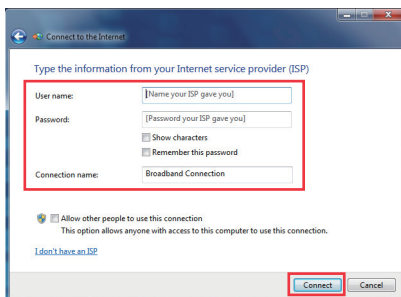 Connect to the Internet
Type the information from your Internet service provider (ISP)
User name: [Name your ISP gave you]
Password: [Password your ISP gave you]
Show characters
Remember this password
Connection name: Broadband Connection
Allow other people to use this connection
This option allows anyone with access to this computer to use this connection.
I don't have an ISP
Connect Cancel